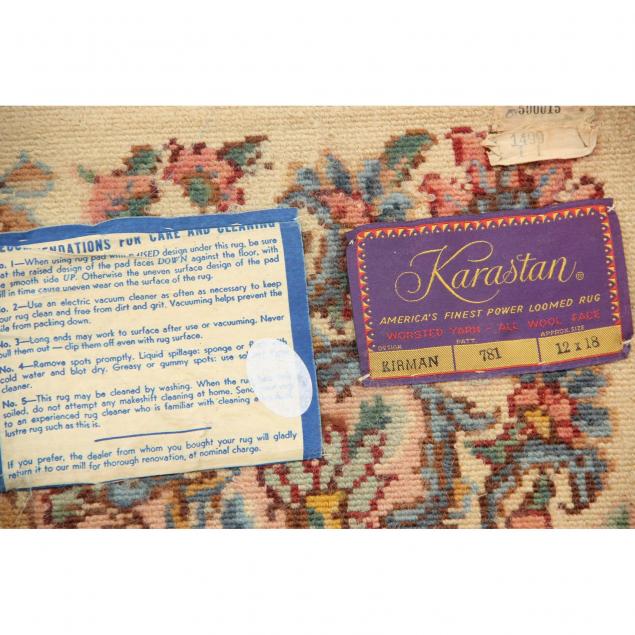 500015
1499
RECOMMENDATIONS FOR CARE AND CLEANING
No. 1—When using rug pad with RAISED design under this rug, be sure
the raised design of the pad faces DOWN against the floor, with
smooth side UP. Otherwise the uneven surface design of the pad
will in time cause uneven wear on the surface of the rug.
No. 2—Use an electric vacuum cleaner as often as necessary to keep
your rug clean and free from dirt and grit. Vacuuming helps prevent the
pile from packing down.
No. 3—Long ends may work to surface after use or vacuuming. Never
pull them out — clip them off even with rug surface.
No. 4—Remove spots promptly. Liquid spillage: sponge or
cold water and blot dry. Greasy or gummy spots: use
cleaner.
No. 5—This rug may be cleaned by washing. When the rug
soiled, do not attempt any makeshift cleaning at home. Send
to an experienced rug cleaner who is familiar with cleaning
lustre rug such as this is.
If you prefer, the dealer from whom you bought your rug will gladly
return it to our mill for thorough renovation, at nominal charge.
Karastan ®
AMERICA'S FINEST POWER LOOMED RUG
WORSTED YARN - ALL WOOL FACE
DESIGN PATT. APPROX. SIZE
KIRMAN 781 12 x 18